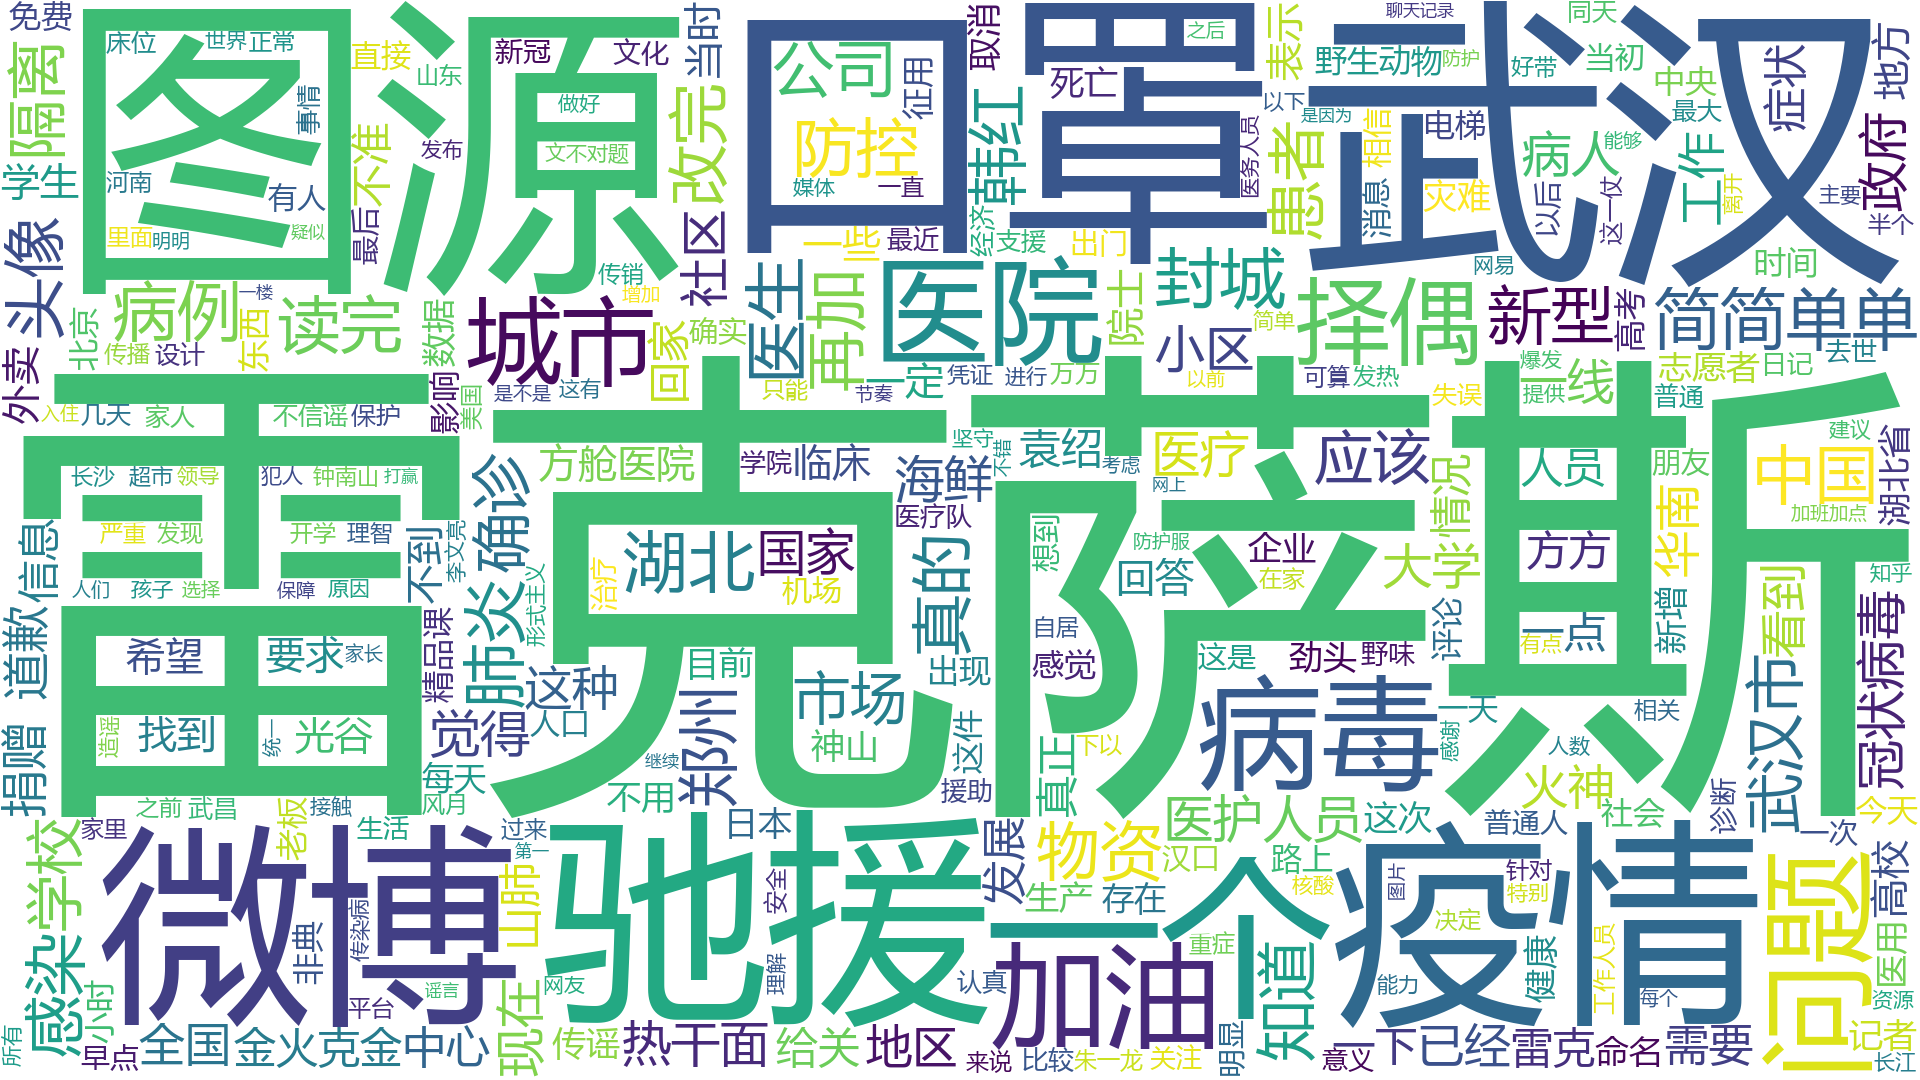 图源
口罩
武汉
雷克萨斯
免费
隔离
床位
世界
正常
直接
山东
新冠
文化
当时
公司
征用
取消
死亡
之后
表示
聊天记录
同天
野生动物
防护
好带
当初
中央
症状
地方
事情
不准
发布
做好
文不对题
改完
防控
媒体
一直
韩红
医务人员
以下
是因为
患者
相信
电梯
病人
能够
最大
工作
政府
学生
河南
有人
里面
明明
疑似
最后
传销
增加
社区
一些
最近
经济
支援
出门
消息
灾难
以后
这一仗
离开
主要
半个
头像
病例
一楼
读完
数据
城市
回家
确实
医生
再加
医院
院士
封城
简单
择偶
网易
新型
高考
时间
简简单单
北京
传播
设计
东西
外卖
入住
几天
家人
不信谣
保护
影响
美国
是不是
这有
只能
节奏
一定
凭证
进行
万万
小区
以前
可算
发热
爆发
提供
一线
失误
志愿者
日记
去世
普通
建议
长沙
超市
领导
犯人
钟南山
打赢
方舱医院
学院
临床
海鲜
坚守
不错
袁绍
考虑
医疗
网上
应该
情况
人员
朋友
中国
加班加点
湖北省
严重
发现
开学
理智
不到
李文亮
确诊
湖北
国家
医疗队
想到
防护服
企业
大学
方方
华南
信息
人们
孩子
选择
保障
原因
形式主义
治疗
机场
真的
回答
在家
看到
知乎
道歉
希望
要求
家长
精品课
肺炎
目前
出现
自居
感觉
这是
劲头
野味
评论
有点
一点
新增
冠状病毒
捐赠
造谣
找到
统一
光谷
觉得
这种
人口
郑州
市场
神山
这件
真正
下以
病毒
一天
感谢
相关
人数
武汉市
之前
武昌
老板
接触
每天
风月
继续
不用
援助
医护人员
这次
火神
社会
诊断
今天
家里
生活
过来
第一
日本
发展
物资
汉口
路上
普通人
一次
感染
学校
微博
非典
传染病
山肺
驰援
安全
一个
生产
存在
核酸
疫情
图片
针对
特别
问题
高校
小时
谣言
平台
网友
理解
认真
加油
重症
知道
能力
决定
健康
工作人员
每个
医用
资源
所有
早点
全国
金火克金
中心
现在
传谣
热干面
给关
地区
来说
比较
朱一龙
关注
明显
意义
一下
已经
雷克
命名
需要
记者
长江